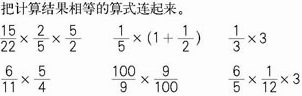 把计算结果相等的算式连起来。
15/22 × 2/5 × 5/2    1/5 × (1 + 1/2)    1/3 × 3
6/11 × 5/4    100/9 × 9/100    6/5 × 1/12 × 3